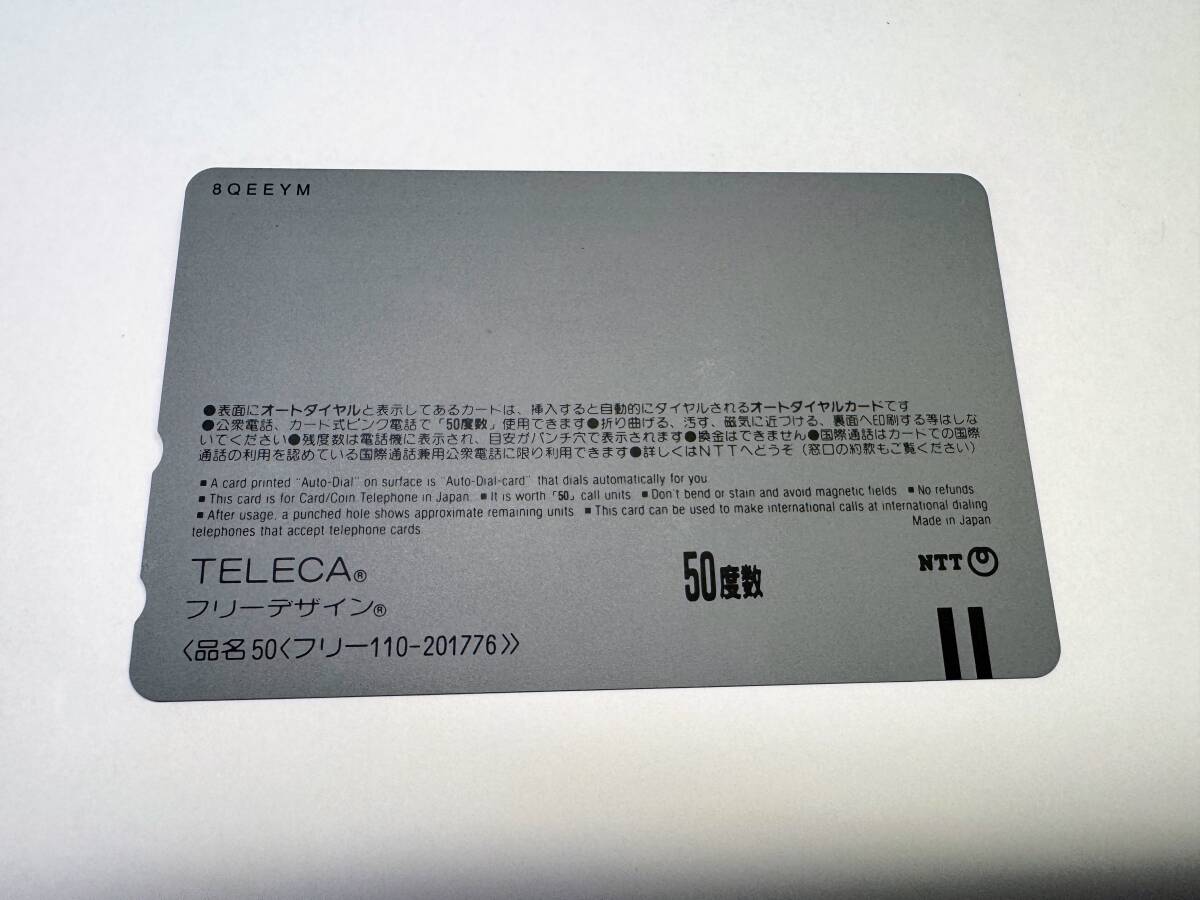 8QEEYM
●表面にオートダイヤルと表示してあるカードは、挿入すると自動的にダイヤルされるオートダイヤルカードです
●公衆電話、カード式ピンク電話で「50度数」使用できます●折り曲げる、汚す、磁気に近づける、裏面へ印刷する等はしな
いでください●残度数は電話機に表示され、目安がパンチ穴で表示されます●換金はできません●国際通話はカードでの国際
通話の利用を認めている国際通話兼用公衆電話に限り利用できます●詳しくはNTTへどうぞ（窓口の約款もご覧ください）
■ A card printed "Auto-Dial" on surface is "Auto-Dial-card" that dials automatically for you.
■ This card is for Card/Coin Telephone in Japan. ■ It is worth「50」call units ■ Don't bend or stain and avoid magnetic fields ■ No refunds
■ After usage, a punched hole shows approximate remaining units ■ This card can be used to make international calls at international dialing
telephones that accept telephone cards.
Made in Japan
TELECA®
フリーデザイン®
50度数
NTT
〈品名50〈フリー110-201776〉〉